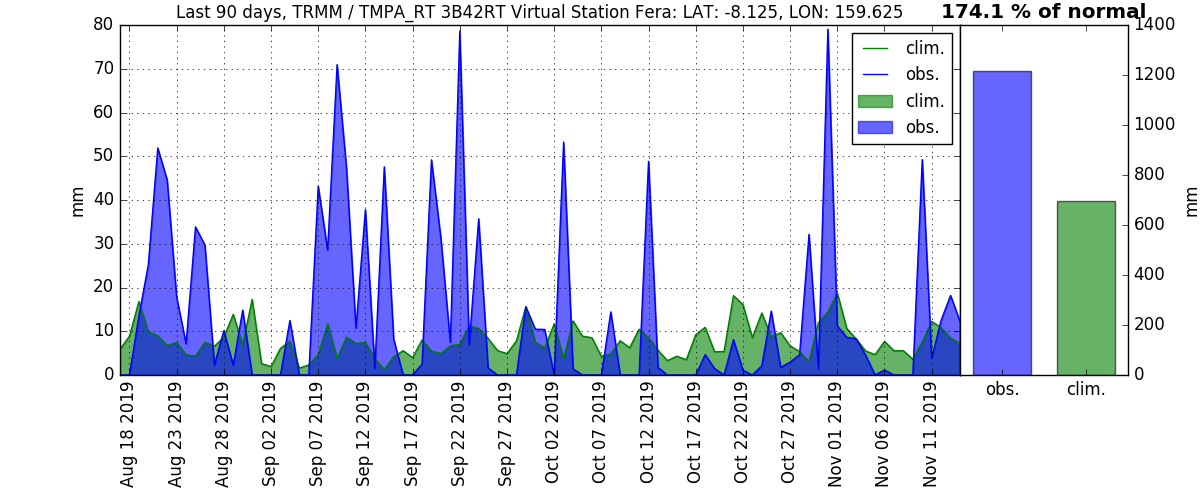 Last 90 days, TRMM / TMPA_RT 3B42RT Virtual Station Fera: LAT: -8.125, LON: 159.625
174.1 % of normal
80
70
60
50
40
30
20
10
0
mm
clim.
obs.
clim.
obs.
Aug 18 2019
Aug 23 2019
Aug 28 2019
Sep 02 2019
Sep 07 2019
Sep 12 2019
Sep 17 2019
Sep 22 2019
Sep 27 2019
Oct 02 2019
Oct 07 2019
Oct 12 2019
Oct 17 2019
Oct 22 2019
Oct 27 2019
Nov 01 2019
Nov 06 2019
Nov 11 2019
obs.
clim.
1400
1200
1000
800
600
400
200
0
mm